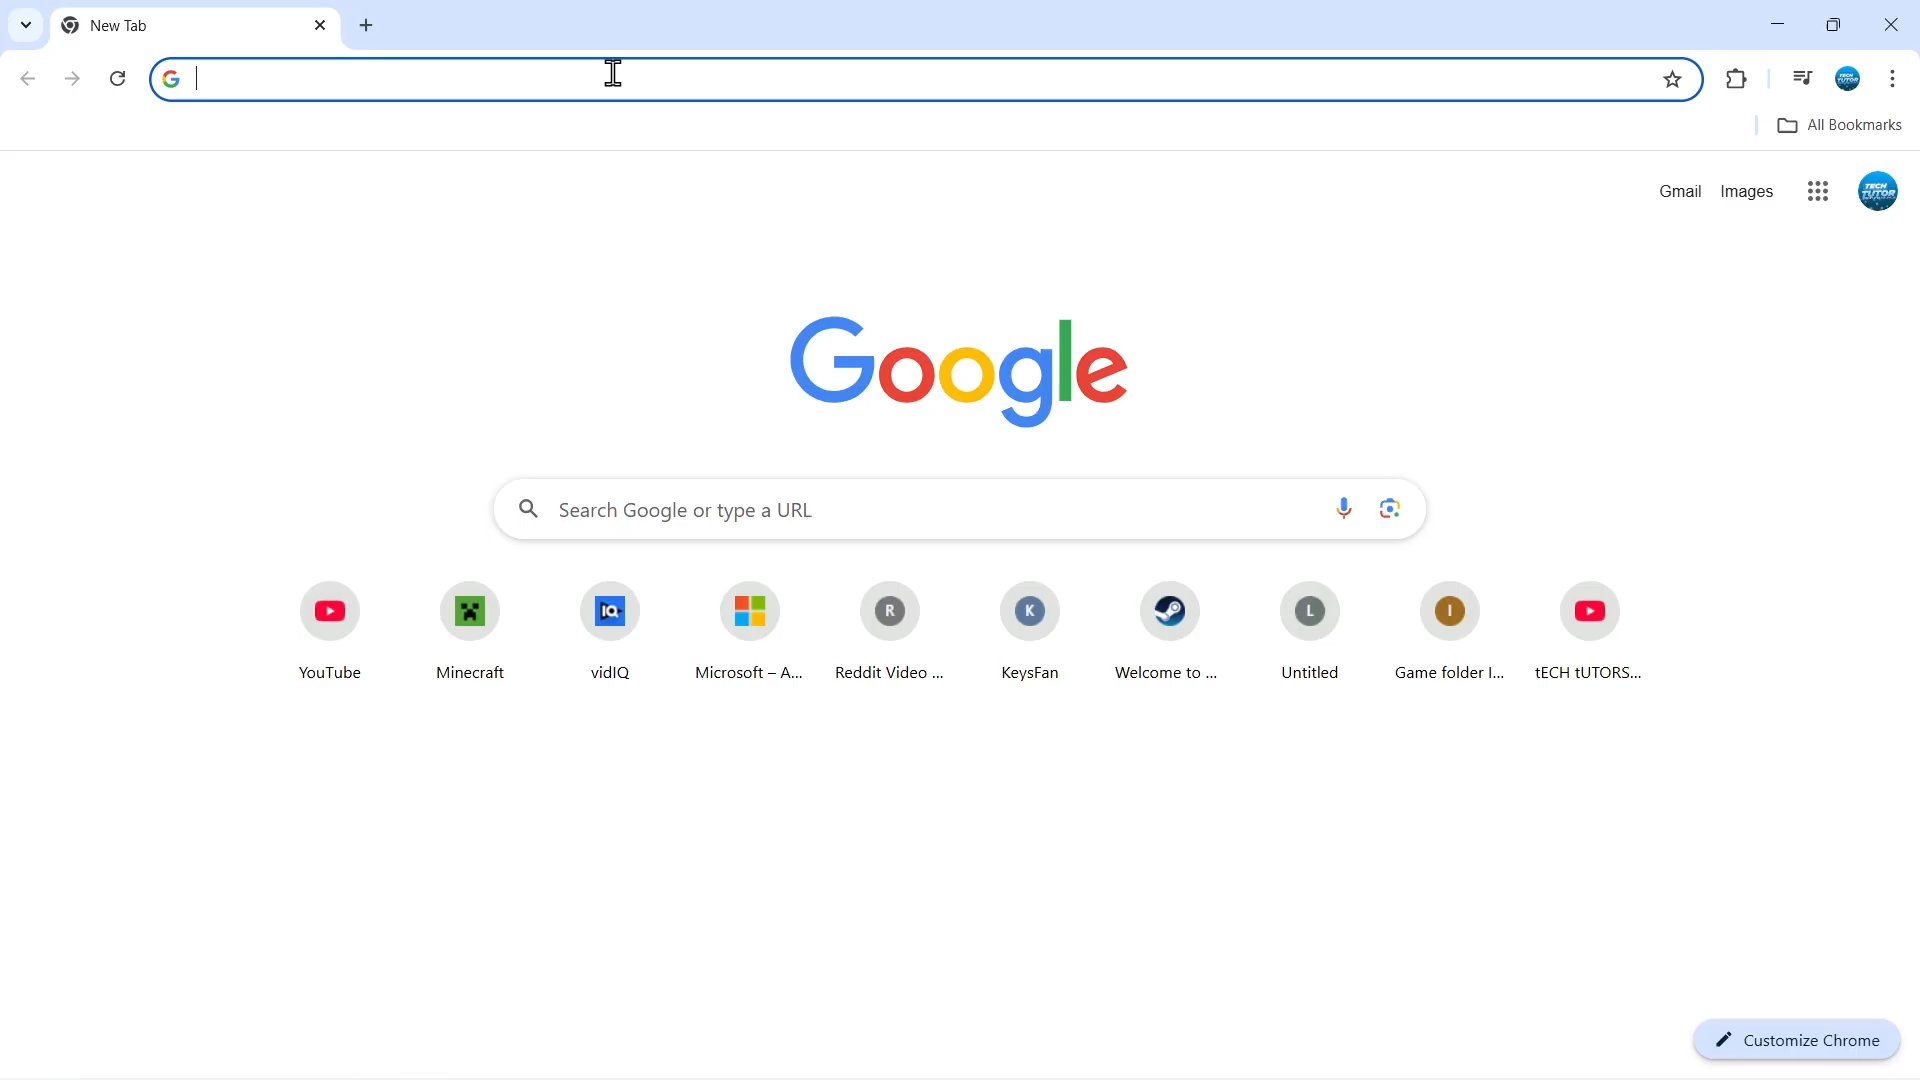 New Tab
All Bookmarks
Gmail Images
TECH TUTOR
Google
Search Google or type a URL
IQ R K L I
YouTube Minecraft vidIQ Microsoft – A... Reddit Video ... KeysFan Welcome to ... Untitled Game folder I... tECH tUTORS...
Customize Chrome